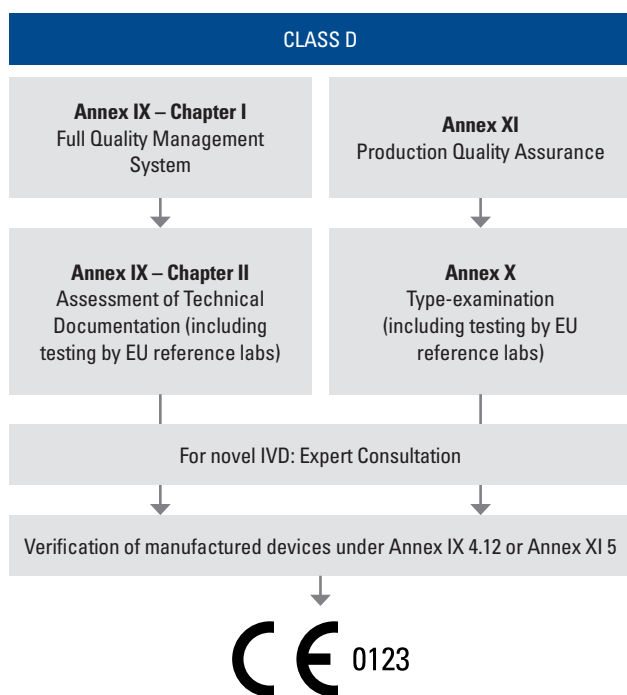 CLASS D
Annex IX – Chapter I
Full Quality Management
System
Annex XI
Production Quality Assurance
Annex IX – Chapter II
Assessment of Technical
Documentation (including
testing by EU reference labs)
Annex X
Type-examination
(including testing by EU
reference labs)
For novel IVD: Expert Consultation
Verification of manufactured devices under Annex IX 4.12 or Annex XI 5
CE 0123